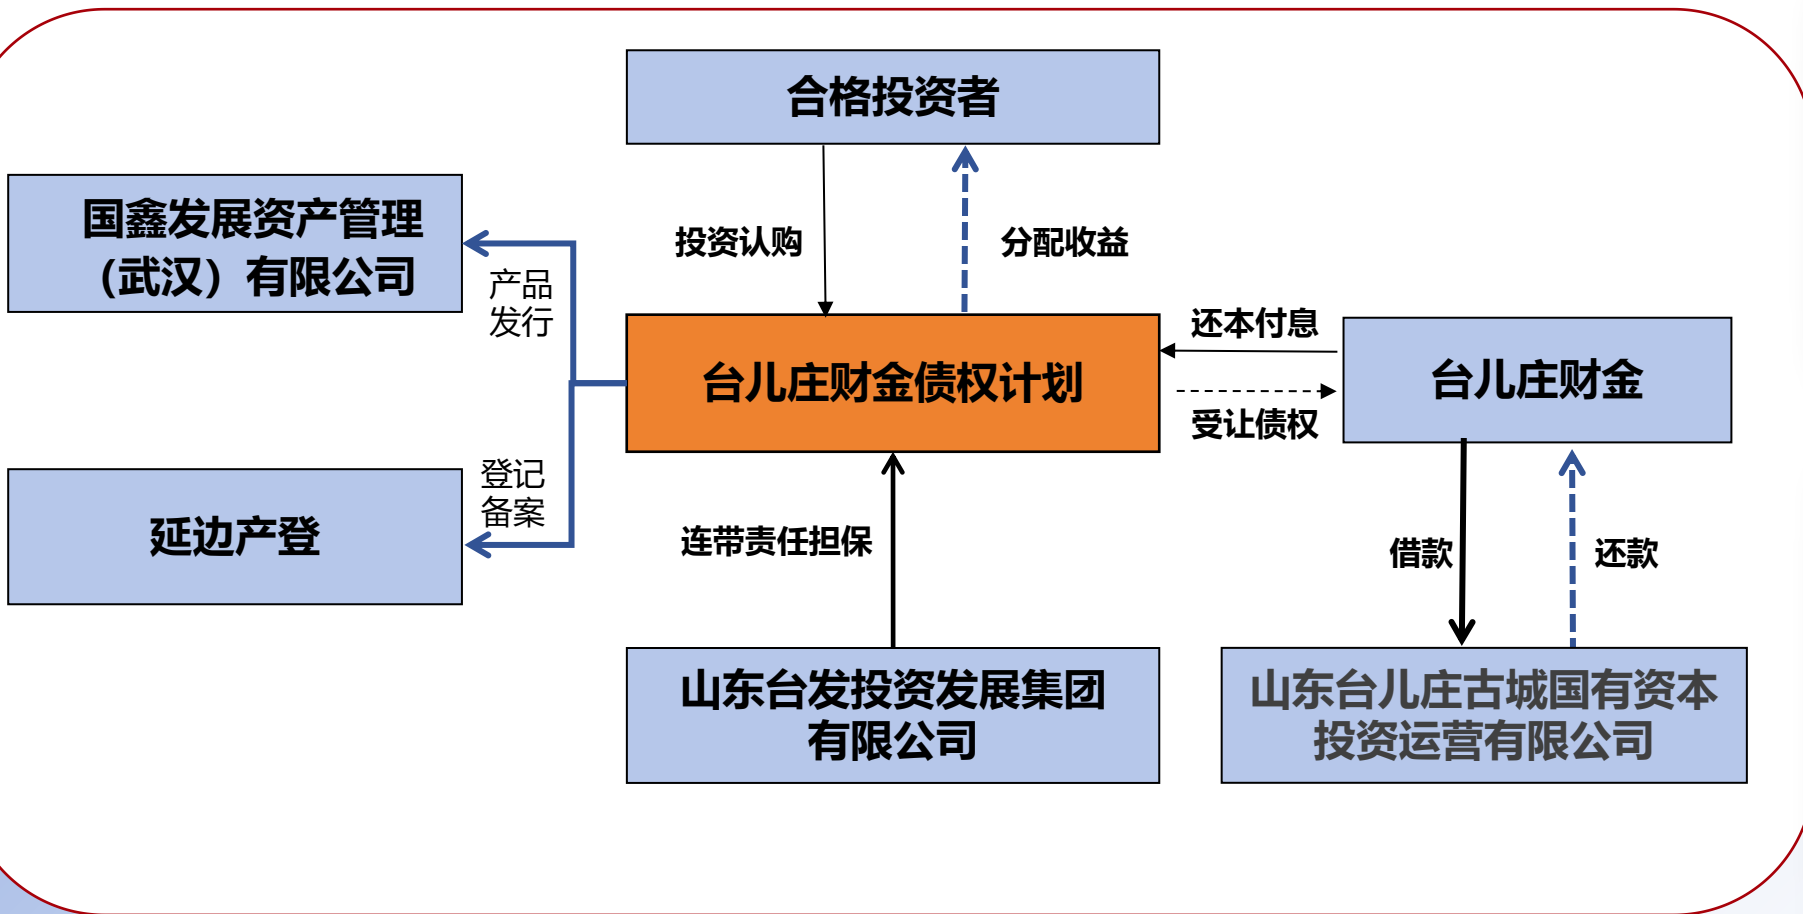 合格投资者
国鑫发展资产管理
（武汉）有限公司
投资认购
分配收益
产品
发行
还本付息
台儿庄财金债权计划
台儿庄财金
受让债权
登记
备案
延边产登
连带责任担保
借款
还款
山东台发投资发展集团
有限公司
山东台儿庄古城国有资本
投资运营有限公司